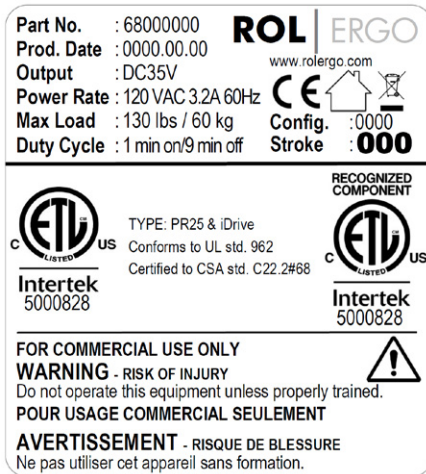 Part No. : 68000000
ROL ERGO
Prod. Date : 0000.00.00
www.rolergo.com
Output : DC35V
Power Rate : 120 VAC 3.2A 60Hz
CE
Max Load : 130 lbs / 60 kg
Config. :0000
Duty Cycle : 1 min on/9 min off
Stroke :000
RECOGNIZED
COMPONENT
ETL CM
LISTED
C US
Intertek
5000828
TYPE: PR25 & iDrive
Conforms to UL std. 962
Certified to CSA std. C22.2#68
ETL CM
LISTED
C US
Intertek
5000828
FOR COMMERCIAL USE ONLY
WARNING - RISK OF INJURY
Do not operate this equipment unless properly trained.
POUR USAGE COMMERCIAL SEULEMENT
AVERTISSEMENT - RISQUE DE BLESSURE
Ne pas utiliser cet appareil sans formation.